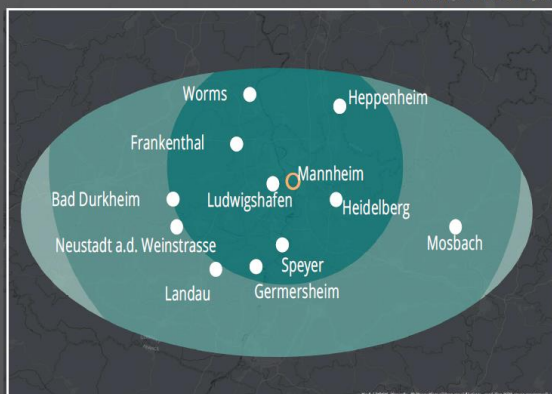 Worms
Heppenheim
Frankenthal
Mannheim
Ludwigshafen
Bad Durkheim
Heidelberg
Neustadt a.d. Weinstrasse
Mosbach
Speyer
Landau
Germersheim